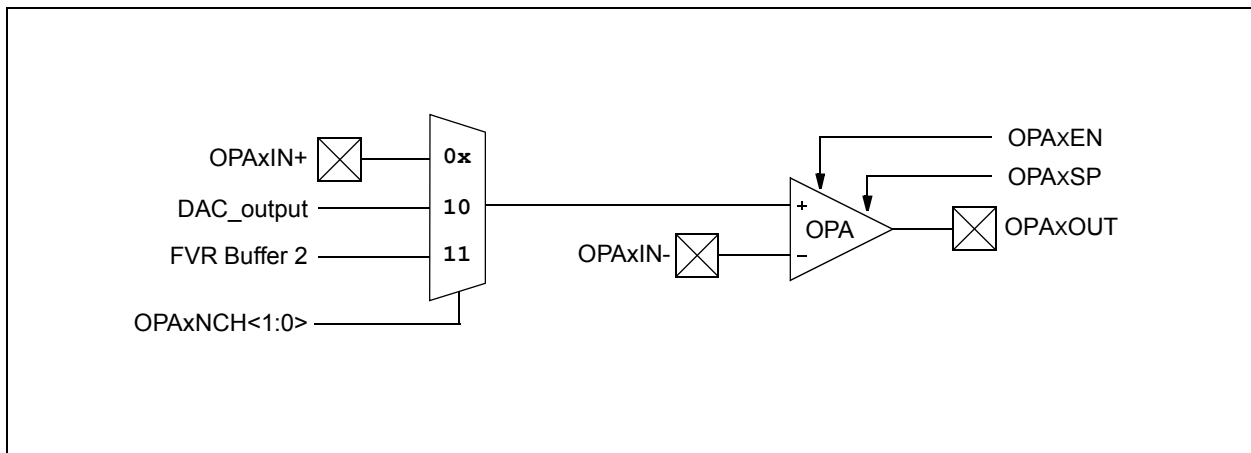 OPAxIN+
0x
DAC_output
10
FVR Buffer 2
11
OPAxNCH<1:0>
OPAxEN
OPAxSP
+
OPA
OPAxOUT
OPAxIN-
−